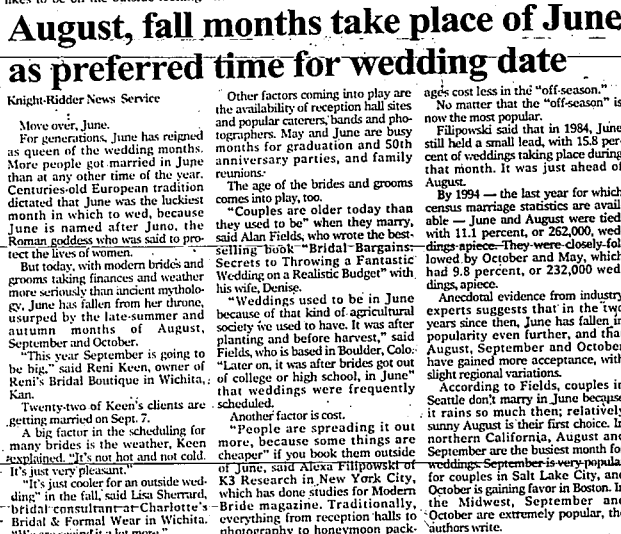 August, fall months take place of June
as preferred time for wedding date
Knight-Ridder News Service
Move over, June.
For generations, June has reigned
as queen of the wedding months.
More people got married in June
than at any other time of the year.
Centuries-old European tradition
dictated that June was the luckiest
month in which to wed, because
June is named after Juno, the
Roman goddess who was said to pro-
tect the lives of women.
But today, with modern brides and
grooms taking finances and weather
more seriously than ancient mytholo-
gy, June has fallen from her throne,
usurped by the late-summer and
autumn months of August,
September and October.
"This year September is going to
be big," said Reni Keen, owner of
Reni's Bridal Boutique in Wichita,
Kan.
Twenty-two of Keen's clients are
getting married on Sept. 7.
A big factor in the scheduling for
many brides is the weather, Keen
explained. "It's not hot and not cold.
It's just very pleasant."
"It's just cooler for an outside wed-
ding" in the fall, said Lisa Sherrard,
bridal consultant at Charlotte's
Bridal & Formal Wear in Wichita.
Other factors coming into play are
the availability of reception hall sites
and popular caterers, bands and pho-
tographers. May and June are busy
months for graduation and 50th
anniversary parties, and family
reunions.
The age of the brides and grooms
comes into play, too.
"Couples are older today than
they used to be" when they marry,
said Alan Fields, who wrote the best-
selling book "Bridal Bargains:
Secrets to Throwing a Fantastic
Wedding on a Realistic Budget" with
his wife, Denise.
"Weddings used to be in June
because of that kind of agricultural
society we used to have. It was after
planting and before harvest," said
Fields, who is based in Boulder, Colo.
"Later on, it was after brides got out
of college or high school, in June"
that weddings were frequently
scheduled.
Another factor is cost.
"People are spreading it out
more, because some things are
cheaper" if you book them outside
of June, said Alexa Filipowski of
K3 Research in New York City,
which has done studies for Modern
Bride magazine. Traditionally,
everything from reception halls to
photography to honeymoon pack-
ages cost less in the "off-season."
No matter that the "off-season" is
now the most popular.
Filipowski said that in 1984, June
still held a small lead, with 15.8 per
cent of weddings taking place during
that month. It was just ahead of
August.
By 1994 — the last year for which
census marriage statistics are avail
able — June and August were tied
with 11.1 percent, or 262,000 wed
dings apiece. They were closely fol
lowed by October and May, which
had 9.8 percent, or 232,000 wed
dings, apiece.
Anecdotal evidence from industry
experts suggests that in the two
years since then, June has fallen in
popularity even further, and tha
August, September and October
have gained more acceptance, with
slight regional variations.
According to Fields, couples in
Seattle don't marry in June because
it rains so much then; relatively
sunny August is their first choice. In
northern California, August and
September are the busiest months for
weddings. September is very popula
for couples in Salt Lake City, and
October is gaining favor in Boston. In
the Midwest, September and
October are extremely popular, the
authors write.